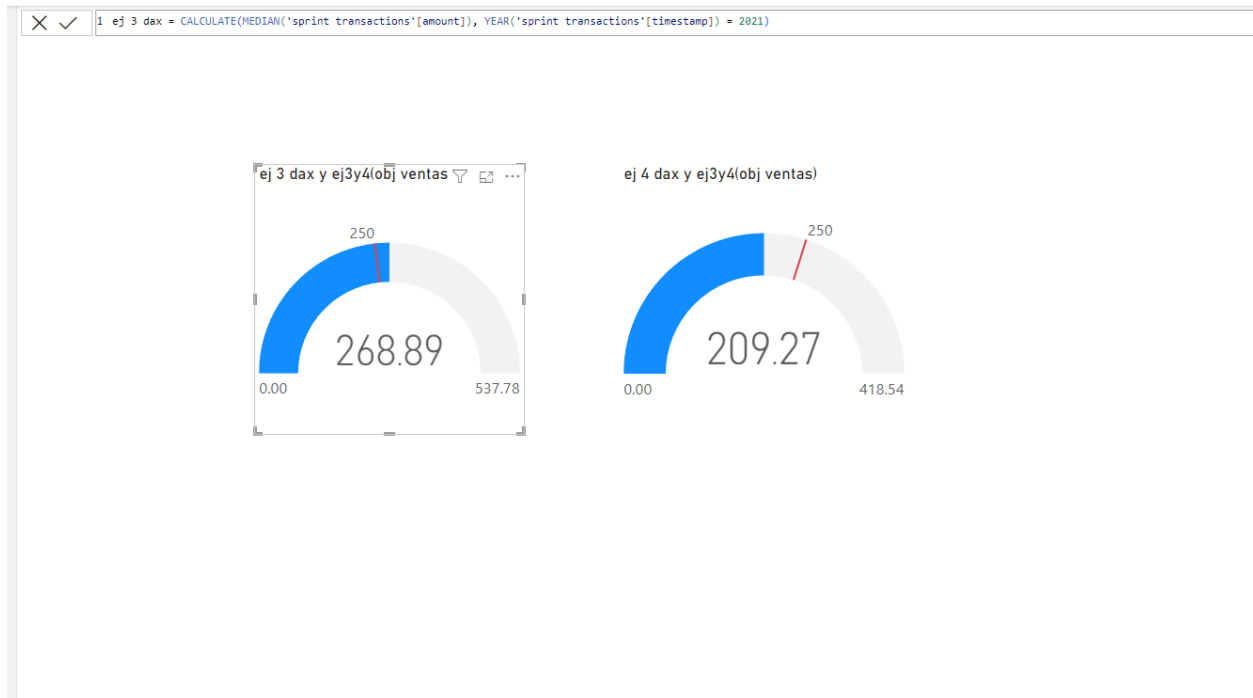 1 ej 3 dax = CALCULATE(MEDIAN('sprint transactions'[amount]), YEAR('sprint transactions'[timestamp]) = 2021)
ej 3 dax y ej3y4(obj ventas
ej 4 dax y ej3y4(obj ventas)
250
250
268.89
209.27
0.00
537.78
0.00
418.54